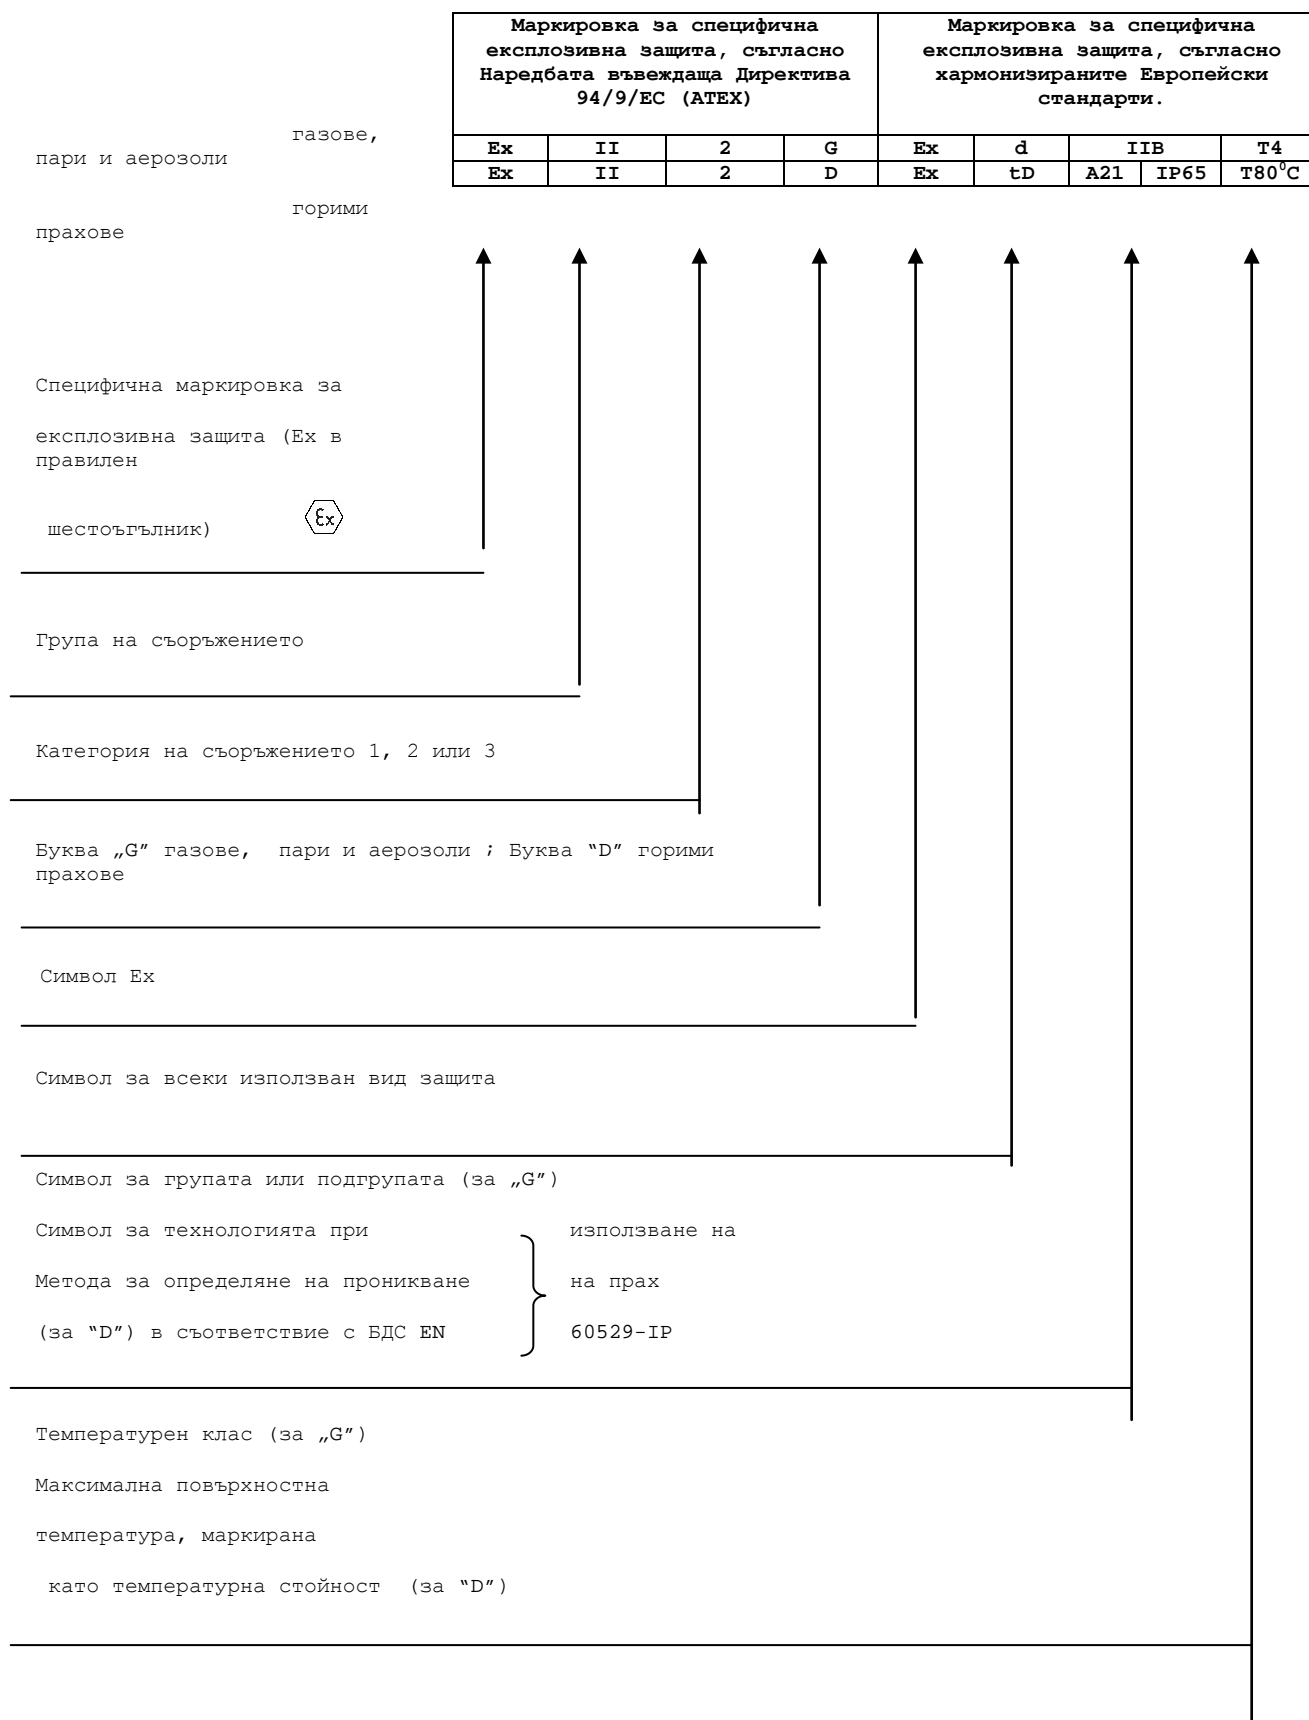 Маркировка за специфична
експлозивна защита, съгласно
Наредбата въвеждаща Директива
94/9/ЕС (ATEX)
Маркировка за специфична
експлозивна защита, съгласно
хармонизираните Европейски
стандарти.
газове,
пари и аерозоли
Ex II 2 G Ex d IIB T4
Ex II 2 D Ex tD A21 IP65 T80⁰C
горими
прахове
Специфична маркировка за
експлозивна защита (Ex в
правилен
шестоъгълник) Ex
Група на съоръжението
Категория на съоръжението 1, 2 или 3
Буква „G” газове, пари и аерозоли ; Буква “D” горими
прахове
Символ Ex
Символ за всеки използван вид защита
Символ за групата или подгрупата (за „G”)
Символ за технологията при използване на
Метода за определяне на проникване на прах
(за “D”) в съответствие с БДС EN 60529-IP
Температурен клас (за „G”)
Максимална повърхностна
температура, маркирана
като температурна стойност (за “D”)